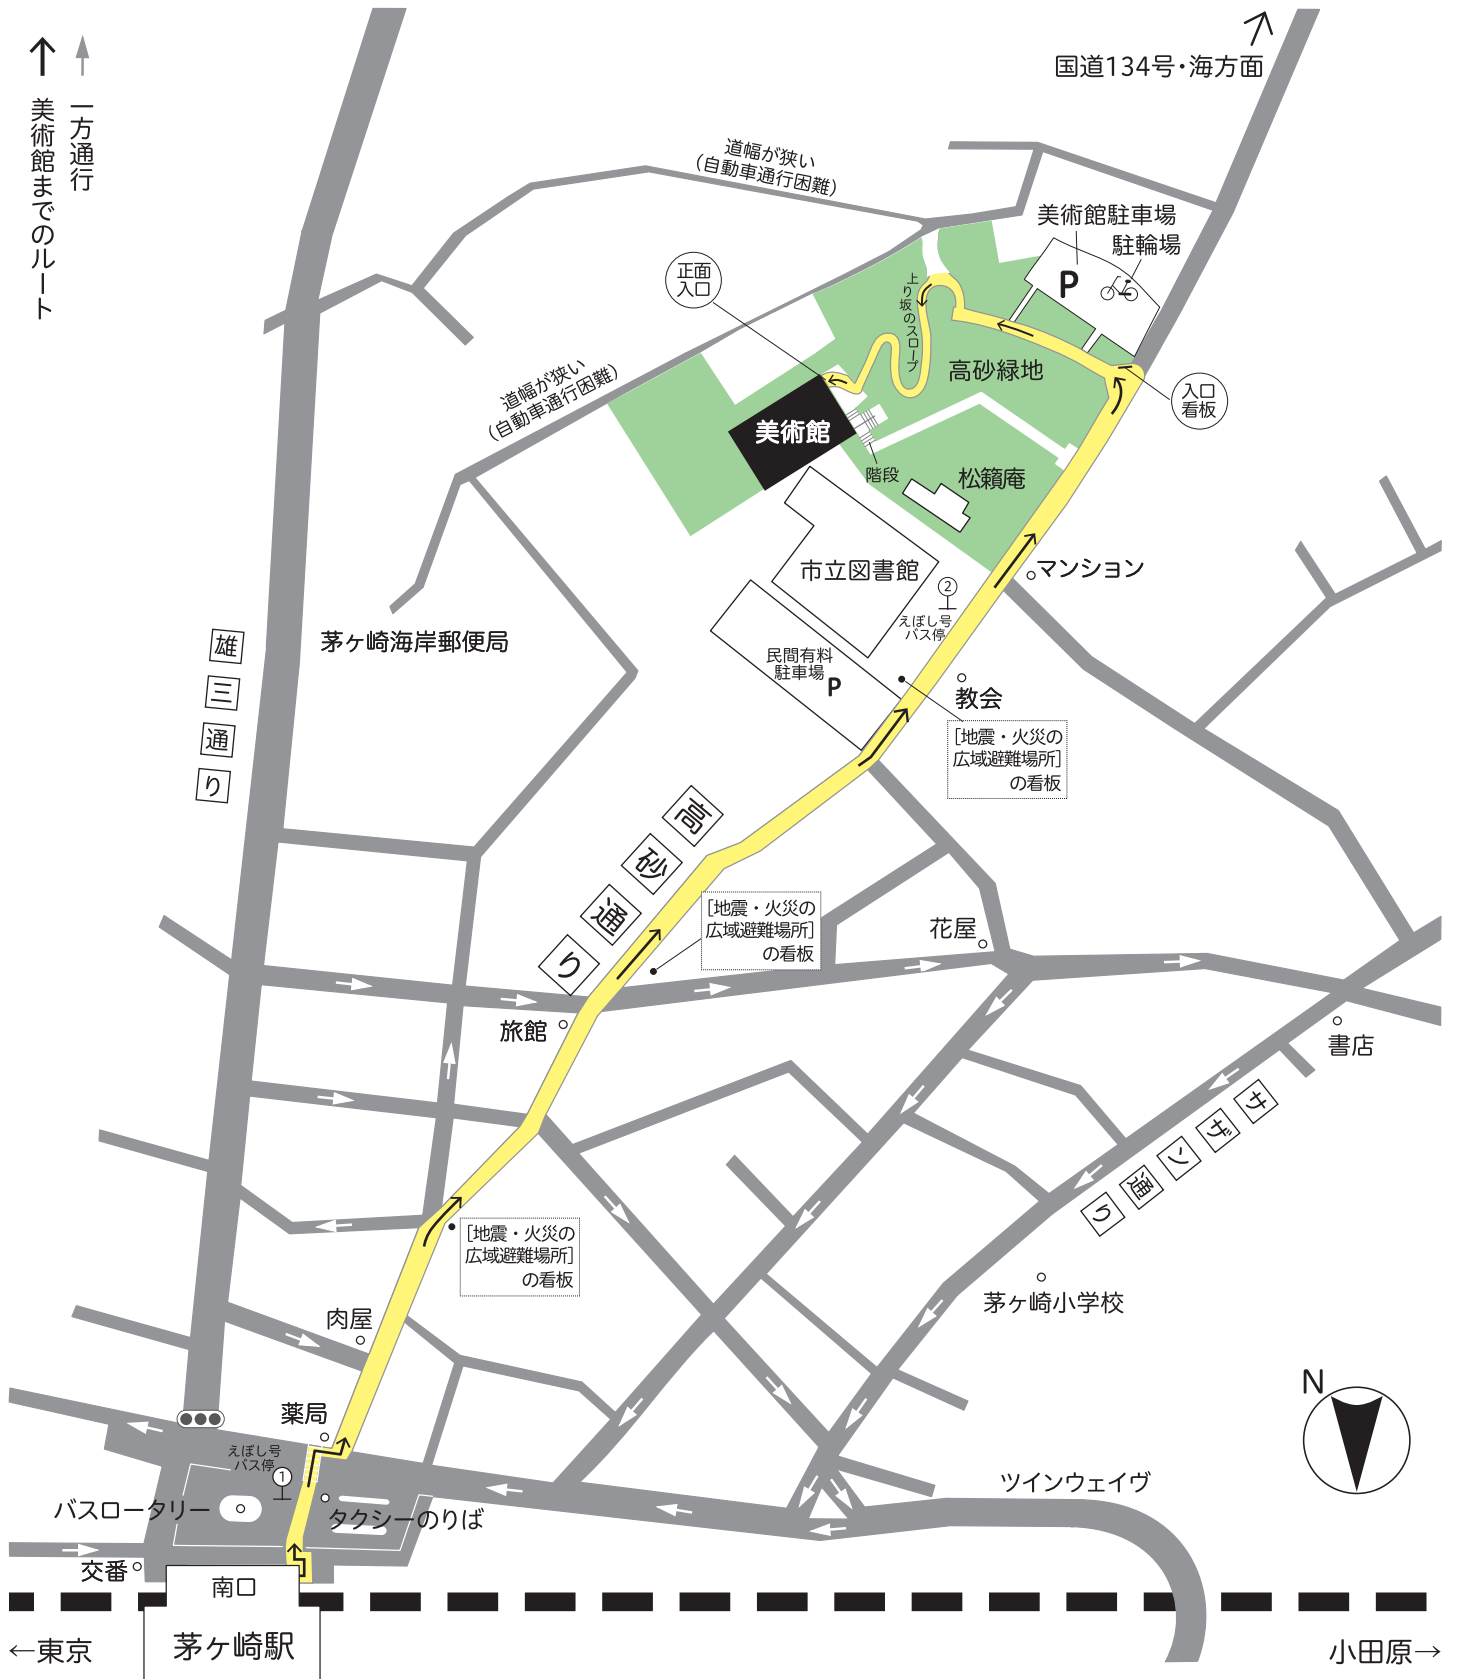 一方通行
美術館までのルート
国道134号・海方面
道幅が狭い
(自動車通行困難)
美術館駐車場
駐輪場
P
正面
入口
上り坂のスロープ
高砂緑地
入口
看板
道幅が狭い
(自動車通行困難)
美術館
階段
松籟庵
市立図書館
マンション
2
えぼし号
バス停
茅ヶ崎海岸郵便局
民間有料
駐車場
P
教会
[地震・火災の
広域避難場所]
の看板
雄三通り
高砂通り
[地震・火災の
広域避難場所]
の看板
花屋
旅館
書店
サザン通り
[地震・火災の
広域避難場所]
の看板
茅ヶ崎小学校
肉屋
N
薬局
えぼし号
バス停
1
ツインウェイヴ
バスロータリー
タクシーのりば
交番
南口
茅ヶ崎駅
←東京
小田原→